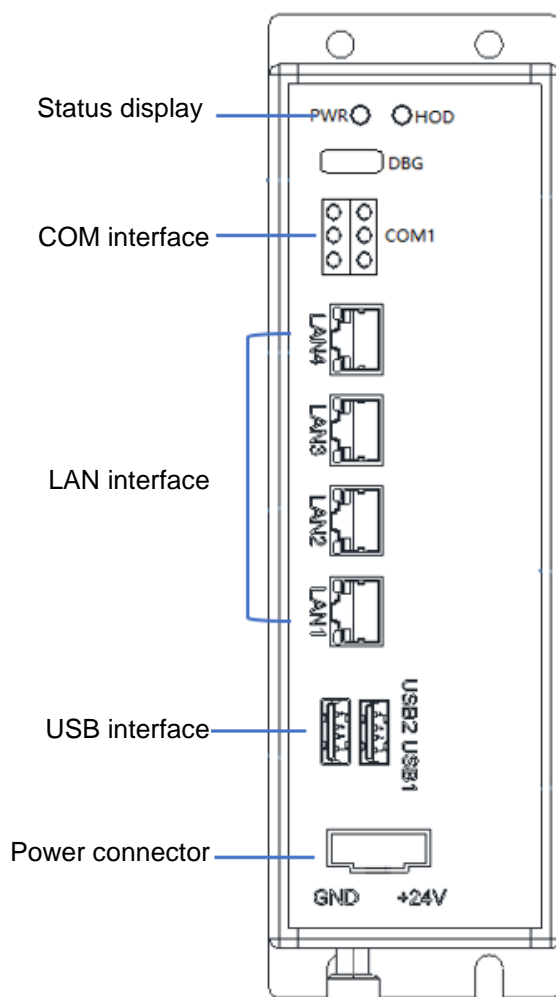 Status display
PWR HOD
DBG
COM interface
COM1
LAN4
LAN3
LAN interface
LAN2
LAN1
USB interface
USB2 USB1
Power connector
GND +24V